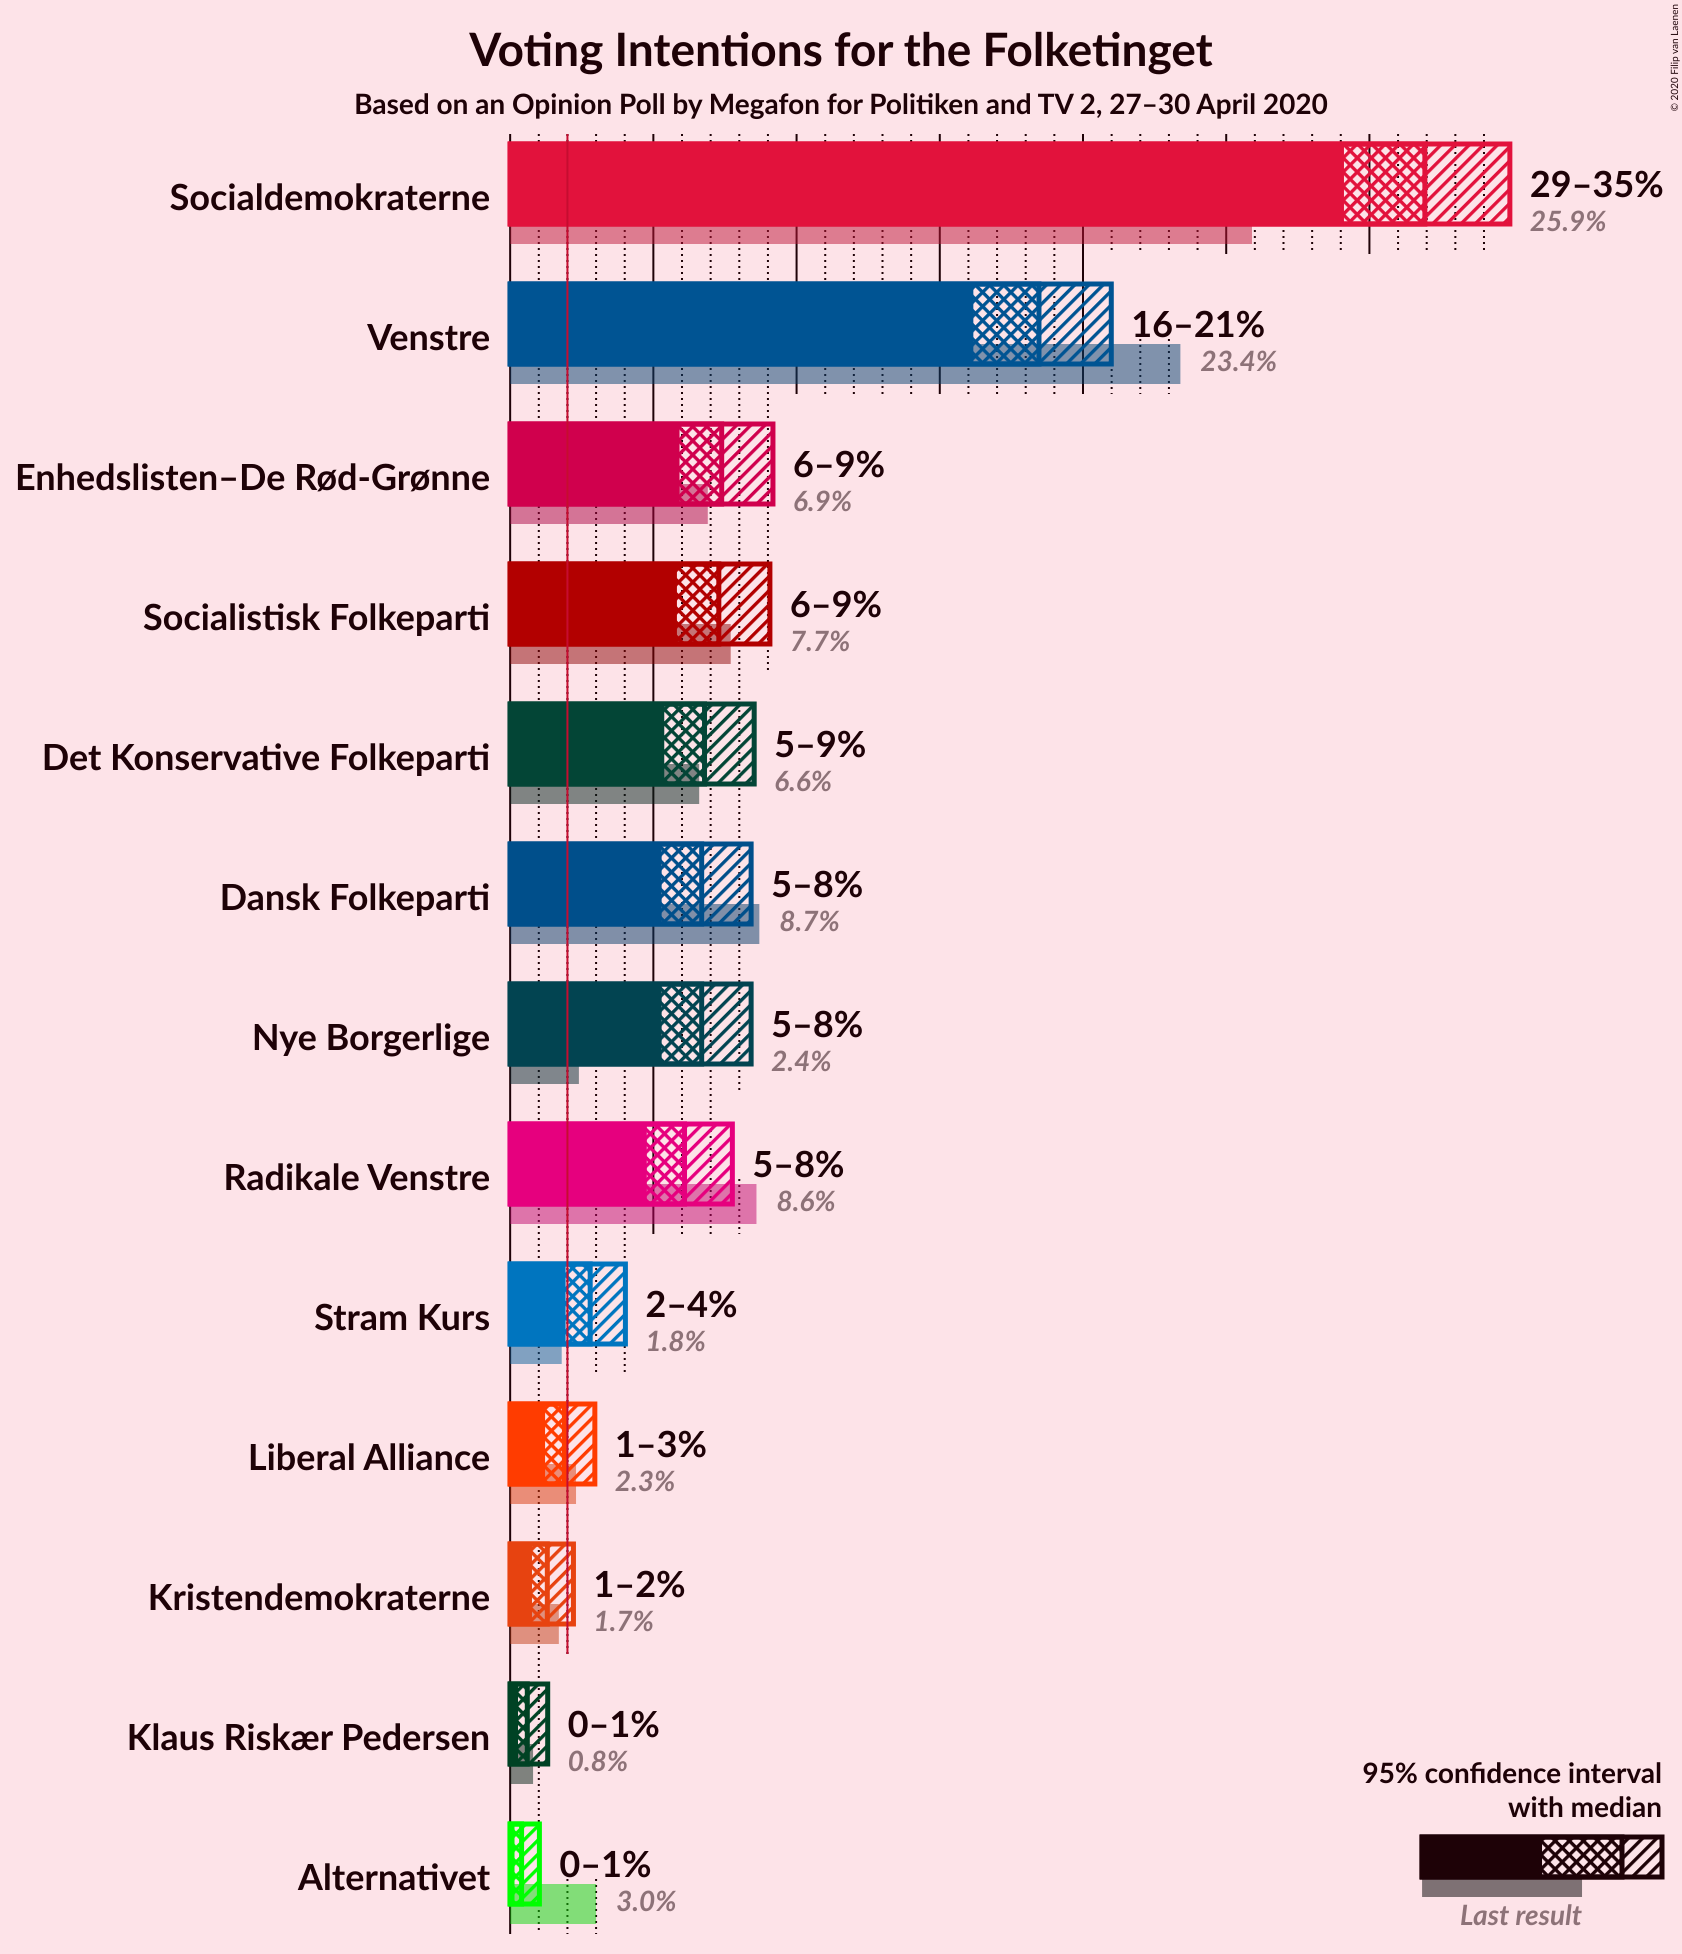 Voting Intentions for the Folketinget
Based on an Opinion Poll by Megafon for Politiken and TV 2, 27–30 April 2020
© 2020 Filip van Laenen
Socialdemokraterne
29–35%
25.9%
Venstre
16–21%
23.4%
Enhedslisten–De Rød-Grønne
6–9%
6.9%
Socialistisk Folkeparti
6–9%
7.7%
Det Konservative Folkeparti
5–9%
6.6%
Dansk Folkeparti
5–8%
8.7%
Nye Borgerlige
5–8%
2.4%
Radikale Venstre
5–8%
8.6%
Stram Kurs
2–4%
1.8%
Liberal Alliance
1–3%
2.3%
Kristendemokraterne
1–2%
1.7%
Klaus Riskær Pedersen
0–1%
0.8%
Alternativet
0–1%
3.0%
95% confidence interval
with median
Last result